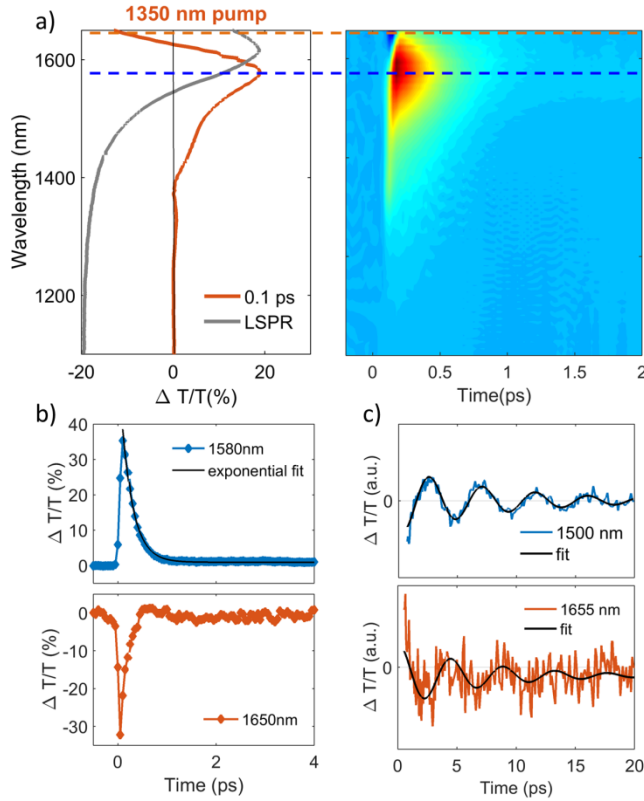 a)
1350 nm pump
Wavelength (nm)
1600
1400
1200
0.1 ps
LSPR
-20
0
20
Δ T/T(%)
0
0.5
1
1.5
2
Time(ps)
b)
Δ T/T (%)
40
30
20
10
0
1580nm
exponential fit
Δ T/T (%)
0
-10
-20
-30
1650nm
0
2
4
Time (ps)
c)
Δ T/T (a.u.)
0
1500 nm
fit
Δ T/T (a.u.)
0
1655 nm
fit
0
5
10
15
20
Time (ps)